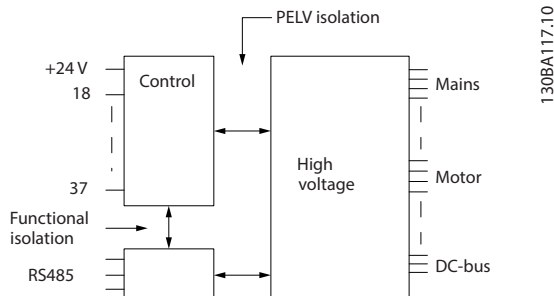 PELV isolation
130BA117.10
+24 V
Control
Mains
18
High
voltage
Motor
37
Functional
isolation
RS485
DC-bus